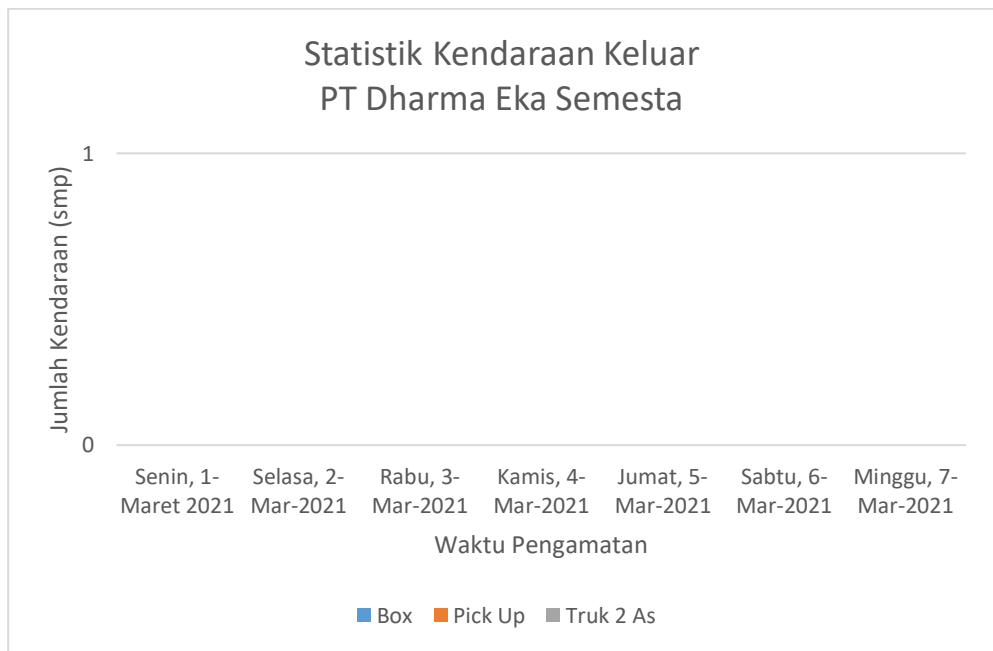 Statistik Kendaraan Keluar
PT Dharma Eka Semesta
Jumlah Kendaraan (smp)
1
0
Senin, 1-
Maret 2021
Selasa, 2-
Mar-2021
Rabu, 3-
Mar-2021
Kamis, 4-
Mar-2021
Jumat, 5-
Mar-2021
Sabtu, 6-
Mar-2021
Minggu, 7-
Mar-2021
Waktu Pengamatan
Box
Pick Up
Truk 2 As